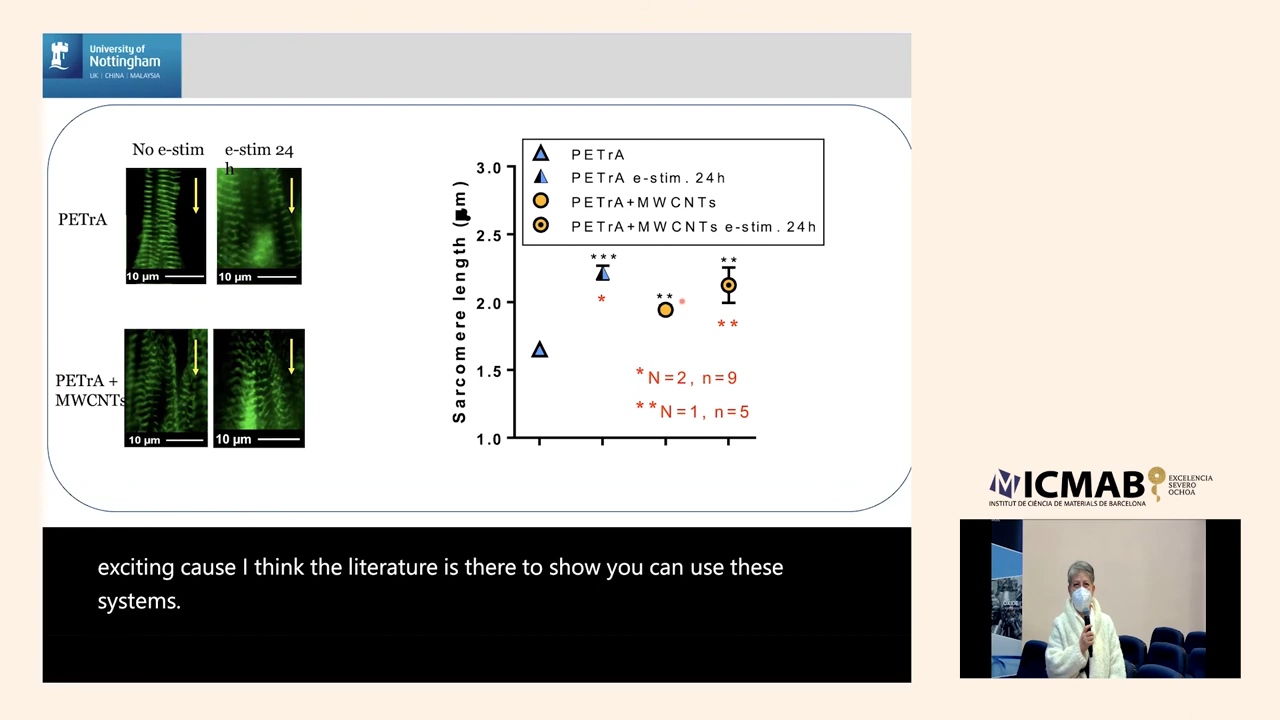 University of
Nottingham
UK | CHINA | MALAYSIA
No e-stim
e-stim 24
h
PETrA
10 µm
10 µm
PETrA +
MWCNTs
10 µm
10 µm
PETrA
PETrA e-stim. 24h
PETrA+MWCNTs
PETrA+MWCNTs e-stim. 24h
Sarcomere length (µm)
3.0
2.5
2.0
1.5
1.0
***
*
**
**
**
*N=2, n=9
**N=1, n=5
exciting cause I think the literature is there to show you can use these
systems.
ICMAB
INSTITUT DE CIÈNCIA DE MATERIALS DE BARCELONA
EXCELENCIA
SEVERO
OCHOA